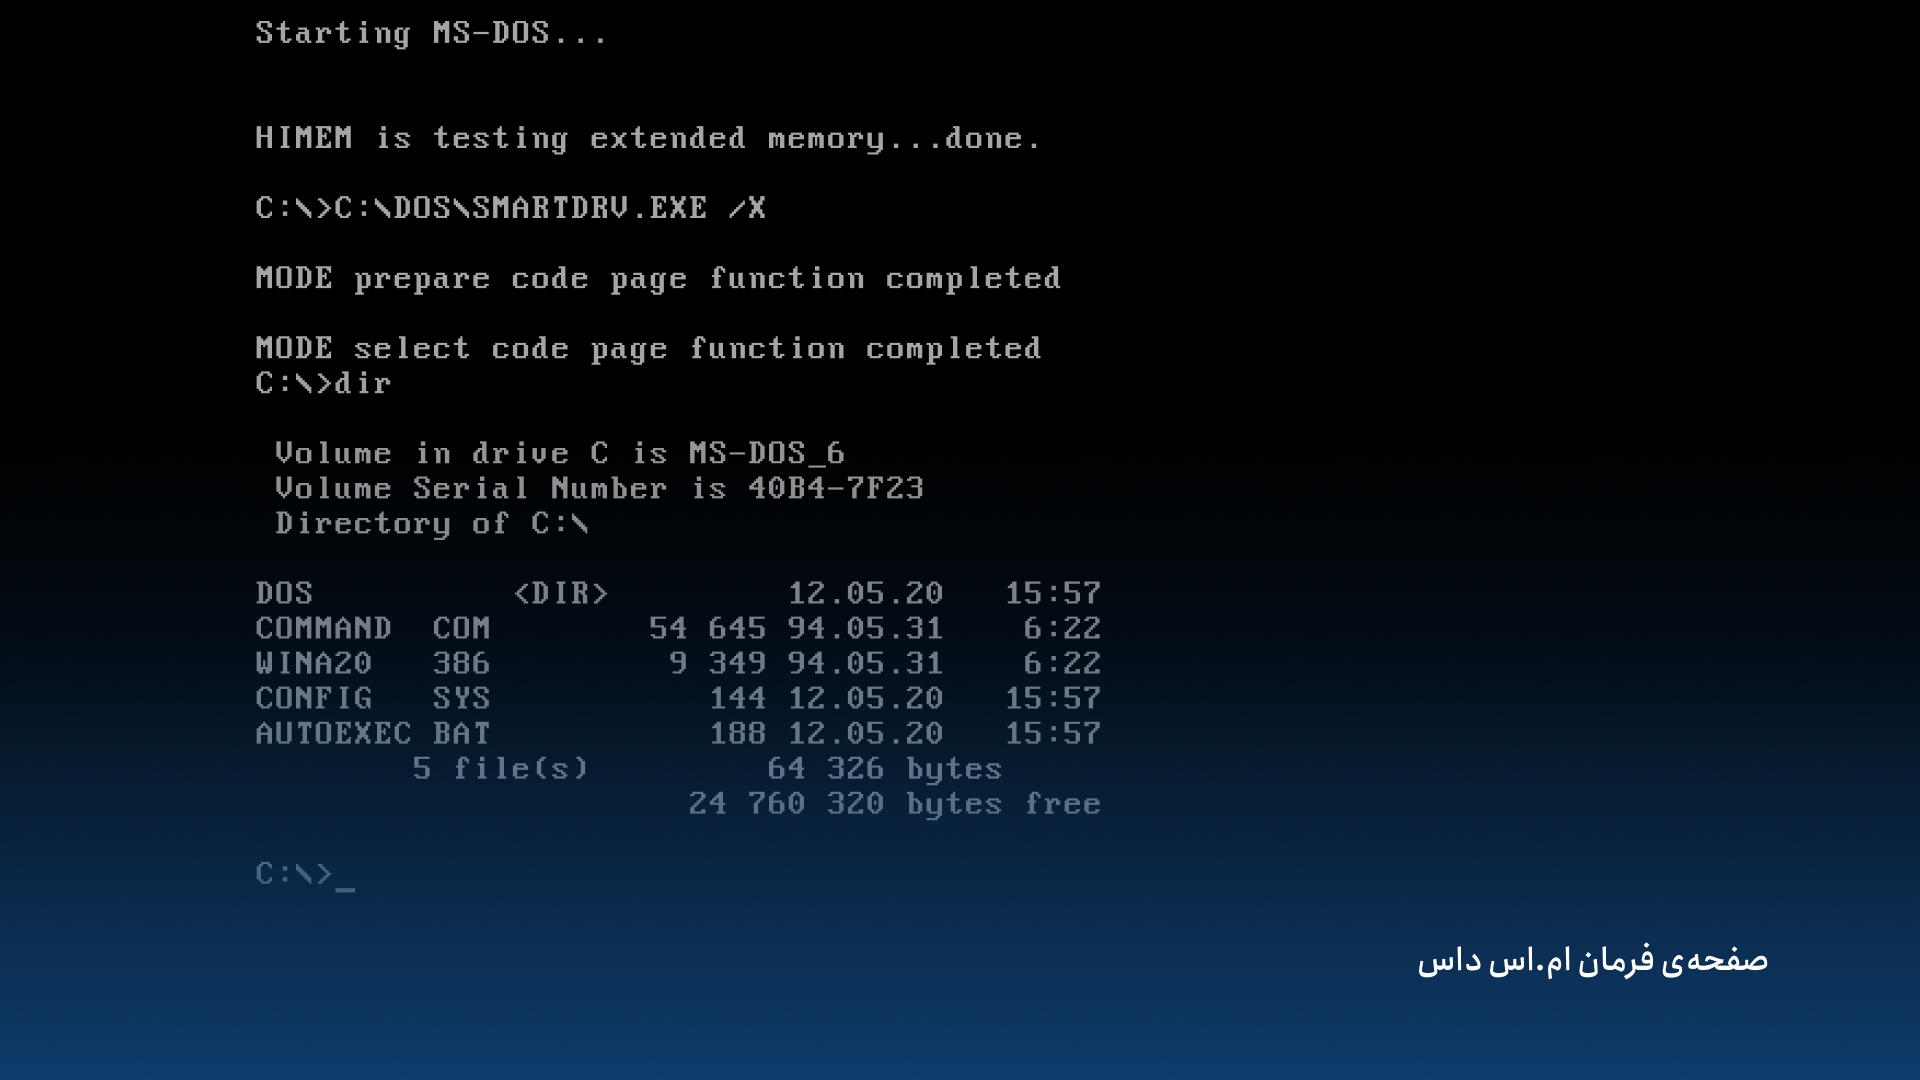 Starting MS-DOS...
HIMEM is testing extended memory...done.
C:\>C:\DOS\SMARTDRV.EXE /X
MODE prepare code page function completed
MODE select code page function completed
C:\>dir
Volume in drive C is MS-DOS_6
Volume Serial Number is 40B4-7F23
Directory of C:\
DOS          <DIR>         12.05.20   15:57
COMMAND  COM        54 645 94.05.31    6:22
WINA20   386         9 349 94.05.31    6:22
CONFIG   SYS           144 12.05.20   15:57
AUTOEXEC BAT           188 12.05.20   15:57
        5 file(s)         64 326 bytes
                      24 760 320 bytes free
C:\>_
صفحه‌ی فرمان ام.اس داس